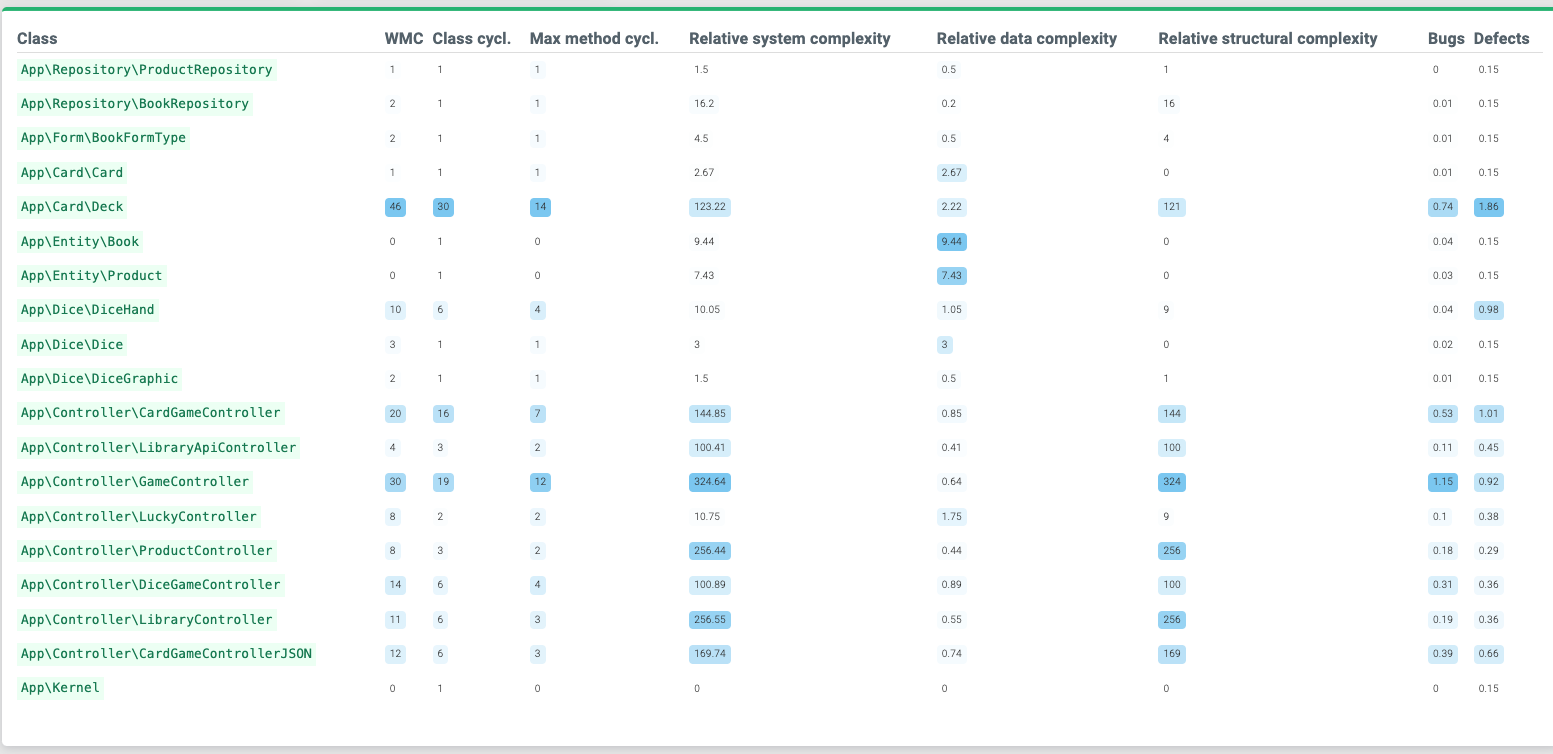 Class WMC Class cycl. Max method cycl. Relative system complexity Relative data complexity Relative structural complexity Bugs Defects
App\Repository\ProductRepository 1 1 1 1.5 0.5 1 0 0.15
App\Repository\BookRepository 2 1 1 16.2 0.2 16 0.01 0.15
App\Form\BookFormType 2 1 1 4.5 0.5 4 0.01 0.15
App\Card\Card 1 1 1 2.67 2.67 0 0.01 0.15
App\Card\Deck 46 30 14 123.22 2.22 121 0.74 1.86
App\Entity\Book 0 1 0 9.44 9.44 0 0.04 0.15
App\Entity\Product 0 1 0 7.43 7.43 0 0.03 0.15
App\Dice\DiceHand 10 6 4 10.05 1.05 9 0.04 0.98
App\Dice\Dice 3 1 1 3 3 0 0.02 0.15
App\Dice\DiceGraphic 2 1 1 1.5 0.5 1 0.01 0.15
App\Controller\CardGameController 20 16 7 144.85 0.85 144 0.53 1.01
App\Controller\LibraryApiController 4 3 2 100.41 0.41 100 0.11 0.45
App\Controller\GameController 30 19 12 324.64 0.64 324 1.15 0.92
App\Controller\LuckyController 8 2 2 10.75 1.75 9 0.1 0.38
App\Controller\ProductController 8 3 2 256.44 0.44 256 0.18 0.29
App\Controller\DiceGameController 14 6 4 100.89 0.89 100 0.31 0.36
App\Controller\LibraryController 11 6 3 256.55 0.55 256 0.19 0.36
App\Controller\CardGameControllerJSON 12 6 3 169.74 0.74 169 0.39 0.66
App\Kernel 0 1 0 0 0 0 0 0.15